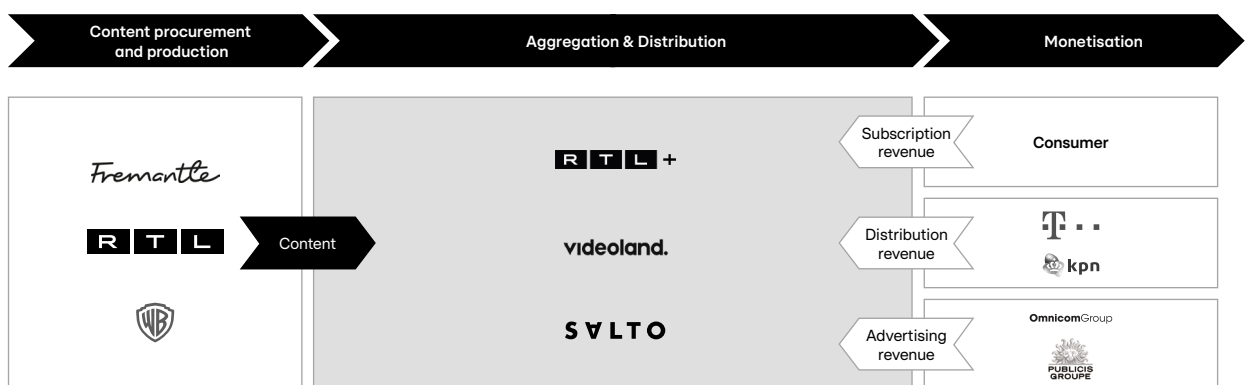 Content procurement
and production
Aggregation & Distribution
Monetisation
Fremantle
RTL
WB
Content
RTL+
videoland.
SALTO
Subscription
revenue
Consumer
Distribution
revenue
T··
kpn
Advertising
revenue
OmnicomGroup
PUBLICIS
GROUPE